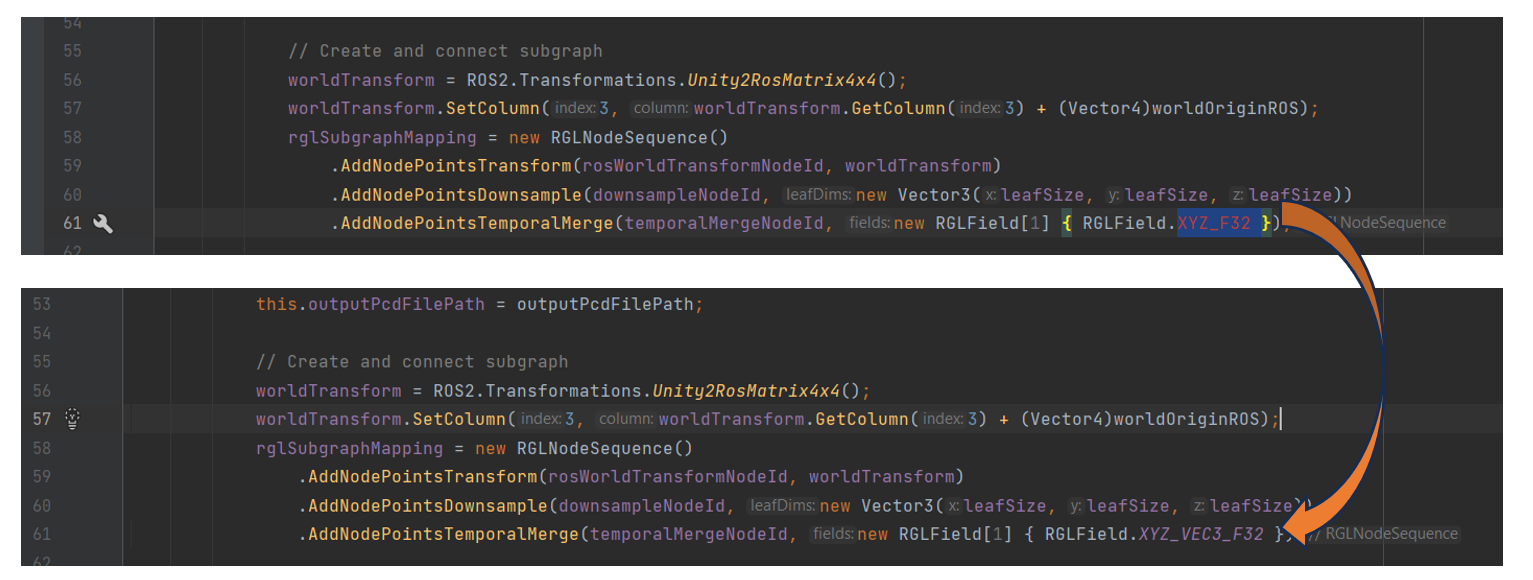 54
55 // Create and connect subgraph
56 worldTransform = ROS2.Transformations.Unity2RosMatrix4x4();
57 worldTransform.SetColumn( index: 3, column: worldTransform.GetColumn( index: 3) + (Vector4)worldOriginROS);
58 rglSubgraphMapping = new RGLNodeSequence()
59 .AddNodePointsTransform(rosWorldTransformNodeId, worldTransform)
60 .AddNodePointsDownsample(downsampleNodeId, leafDims: new Vector3( x: leafSize, y: leafSize, z: leafSize))
61 .AddNodePointsTemporalMerge(temporalMergeNodeId, fields: new RGLField[1] { RGLField.XYZ_F32 }); LNodeSequence
62
53 this.outputPcdFilePath = outputPcdFilePath;
54
55 // Create and connect subgraph
56 worldTransform = ROS2.Transformations.Unity2RosMatrix4x4();
57 worldTransform.SetColumn( index: 3, column: worldTransform.GetColumn( index: 3) + (Vector4)worldOriginROS);
58 rglSubgraphMapping = new RGLNodeSequence()
59 .AddNodePointsTransform(rosWorldTransformNodeId, worldTransform)
60 .AddNodePointsDownsample(downsampleNodeId, leafDims: new Vector3( x: leafSize, y: leafSize, z: leafSize))
61 .AddNodePointsTemporalMerge(temporalMergeNodeId, fields: new RGLField[1] { RGLField.XYZ_VEC3_F32 }) // RGLNodeSequence
62